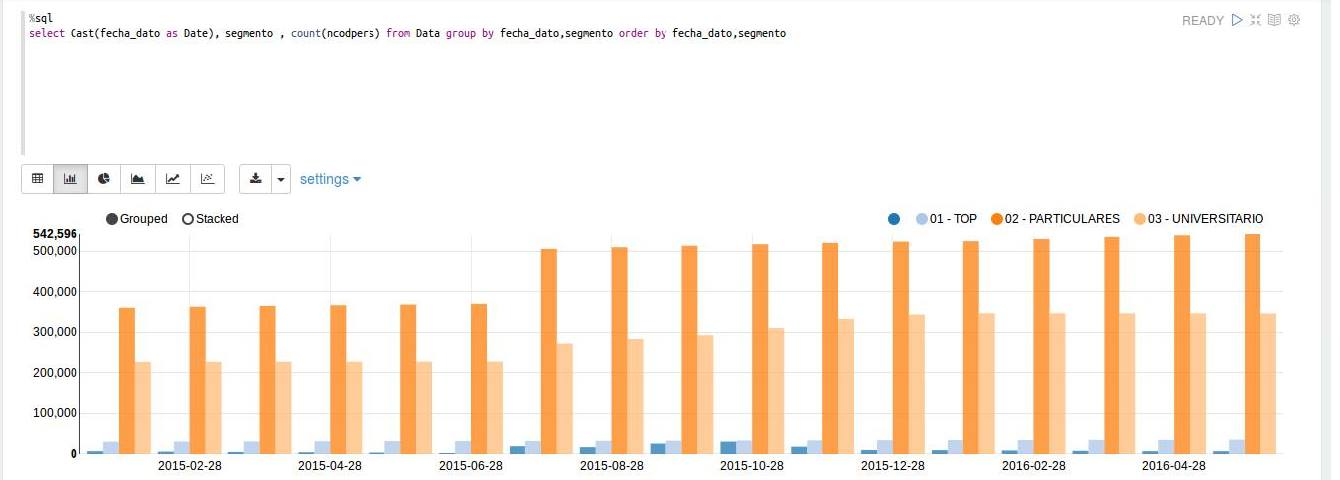 %sql
READY
select Cast(fecha_dato as Date), segmento , count(ncodpers) from Data group by fecha_dato,segmento order by fecha_dato,segmento
settings
Grouped Stacked 01 - TOP 02 - PARTICULARES 03 - UNIVERSITARIO
542,596
500,000
400,000
300,000
200,000
100,000
0
2015-02-28 2015-04-28 2015-06-28 2015-08-28 2015-10-28 2015-12-28 2016-02-28 2016-04-28